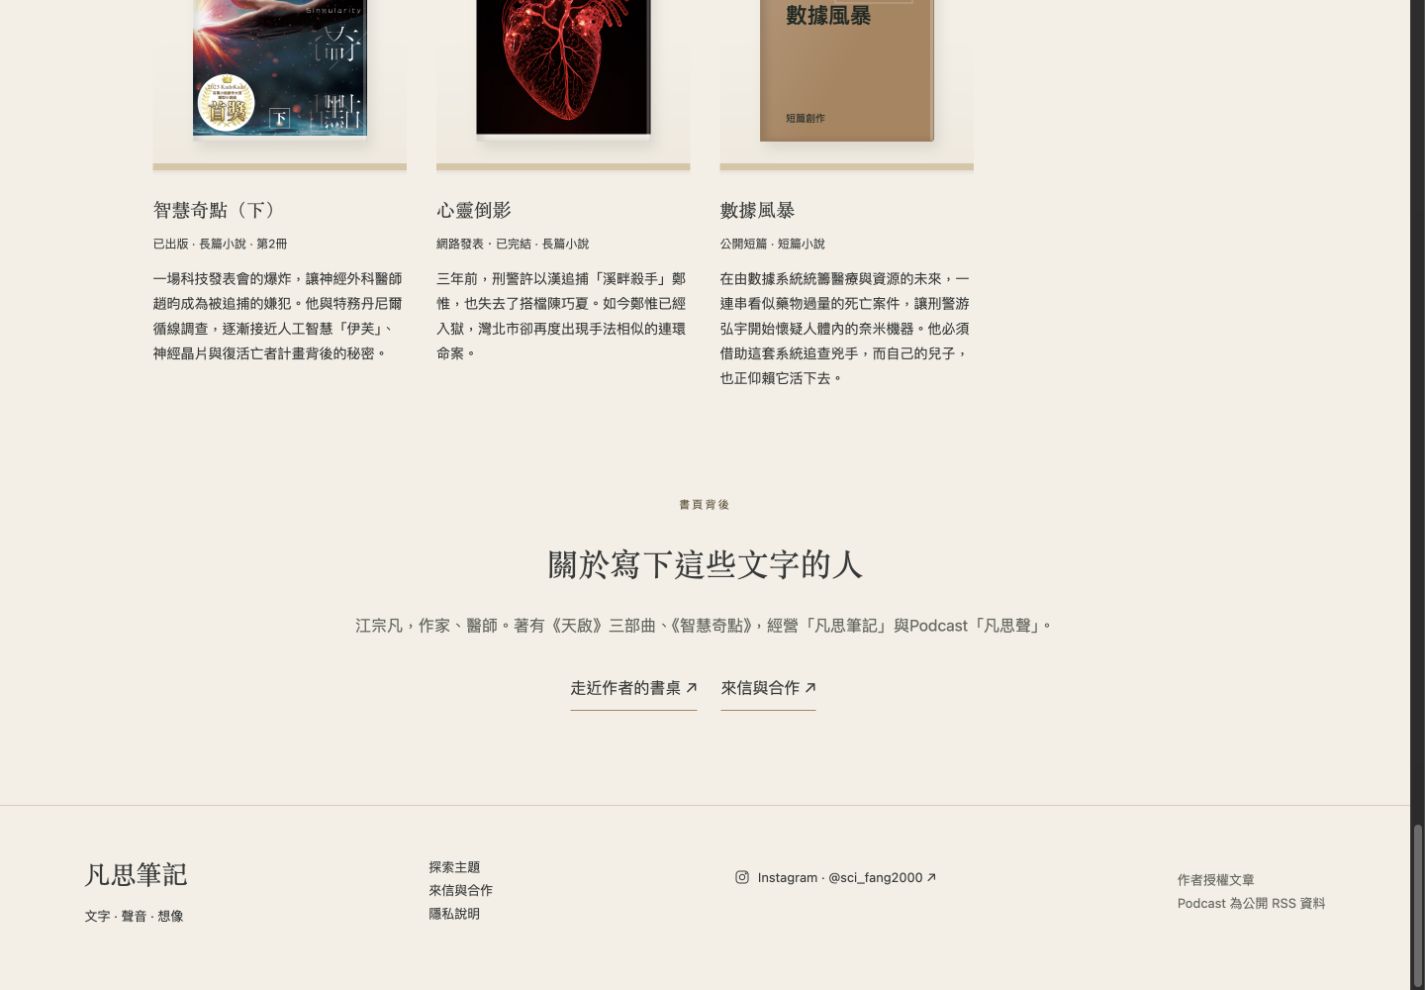 Singularity
奇
點
2023 KadoKado
首獎
下
數據風暴
短篇創作
智慧奇點（下）
已出版 · 長篇小說 · 第2冊
一場科技發表會的爆炸，讓神經外科醫師
趙昀成為被追捕的嫌犯。他與特務丹尼爾
循線調查，逐漸接近人工智慧「伊芙」、
神經晶片與復活亡者計畫背後的秘密。
心靈倒影
網路發表 · 已完結 · 長篇小說
三年前，刑警許以漢追捕「溪畔殺手」鄭
惟，也失去了搭檔陳巧夏。如今鄭惟已經
入獄，灣北市卻再度出現手法相似的連環
命案。
數據風暴
公開短篇 · 短篇小說
在由數據系統統籌醫療與資源的未來，一
連串看似藥物過量的死亡案件，讓刑警游
弘宇開始懷疑人體內的奈米機器。他必須
借助這套系統追查兇手，而自己的兒子，
也正仰賴它活下去。
書頁背後
關於寫下這些文字的人
江宗凡，作家、醫師。著有《天啟》三部曲、《智慧奇點》，經營「凡思筆記」與Podcast「凡思聲」。
走近作者的書桌 ↗
來信與合作 ↗
凡思筆記
文字 · 聲音 · 想像
探索主題
來信與合作
隱私說明
Instagram · @sci_fang2000 ↗
作者授權文章
Podcast 為公開 RSS 資料